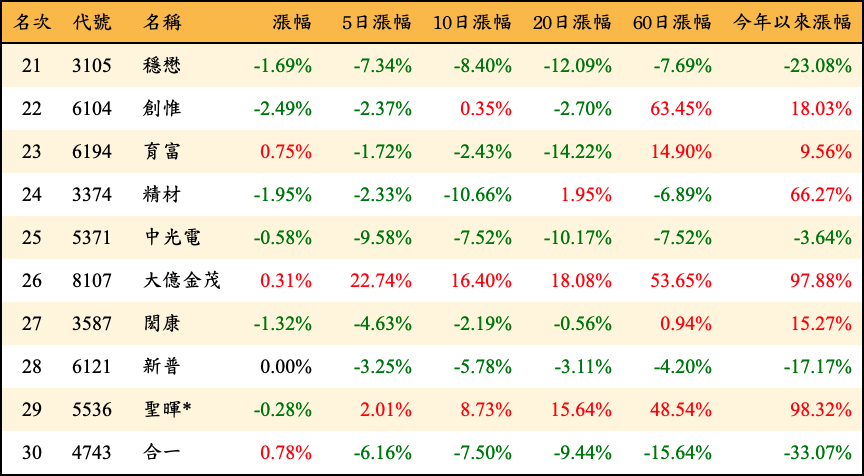 名次 代號 名稱 漲幅 5日漲幅 10日漲幅 20日漲幅 60日漲幅 今年以來漲幅
21 3105 穩懋 -1.69% -7.34% -8.40% -12.09% -7.69% -23.08%
22 6104 創惟 -2.49% -2.37% 0.35% -2.70% 63.45% 18.03%
23 6194 育富 0.75% -1.72% -2.43% -14.22% 14.90% 9.56%
24 3374 精材 -1.95% -2.33% -10.66% 1.95% -6.89% 66.27%
25 5371 中光電 -0.58% -9.58% -7.52% -10.17% -7.52% -3.64%
26 8107 大億金茂 0.31% 22.74% 16.40% 18.08% 53.65% 97.88%
27 3587 閎康 -1.32% -4.63% -2.19% -0.56% 0.94% 15.27%
28 6121 新普 0.00% -3.25% -5.78% -3.11% -4.20% -17.17%
29 5536 聖暉* -0.28% 2.01% 8.73% 15.64% 48.54% 98.32%
30 4743 合一 0.78% -6.16% -7.50% -9.44% -15.64% -33.07%